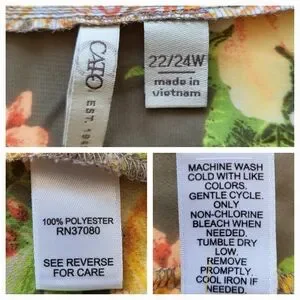 CATO
EST. 194
22/24W
made in
vietnam
100% POLYESTER
RN37080
SEE REVERSE
FOR CARE
MACHINE WASH
COLD WITH LIKE
COLORS.
GENTLE CYCLE.
ONLY
NON-CHLORINE
BLEACH WHEN
NEEDED.
TUMBLE DRY
LOW.
REMOVE
PROMPTLY.
COOL IRON IF
NEEDED.